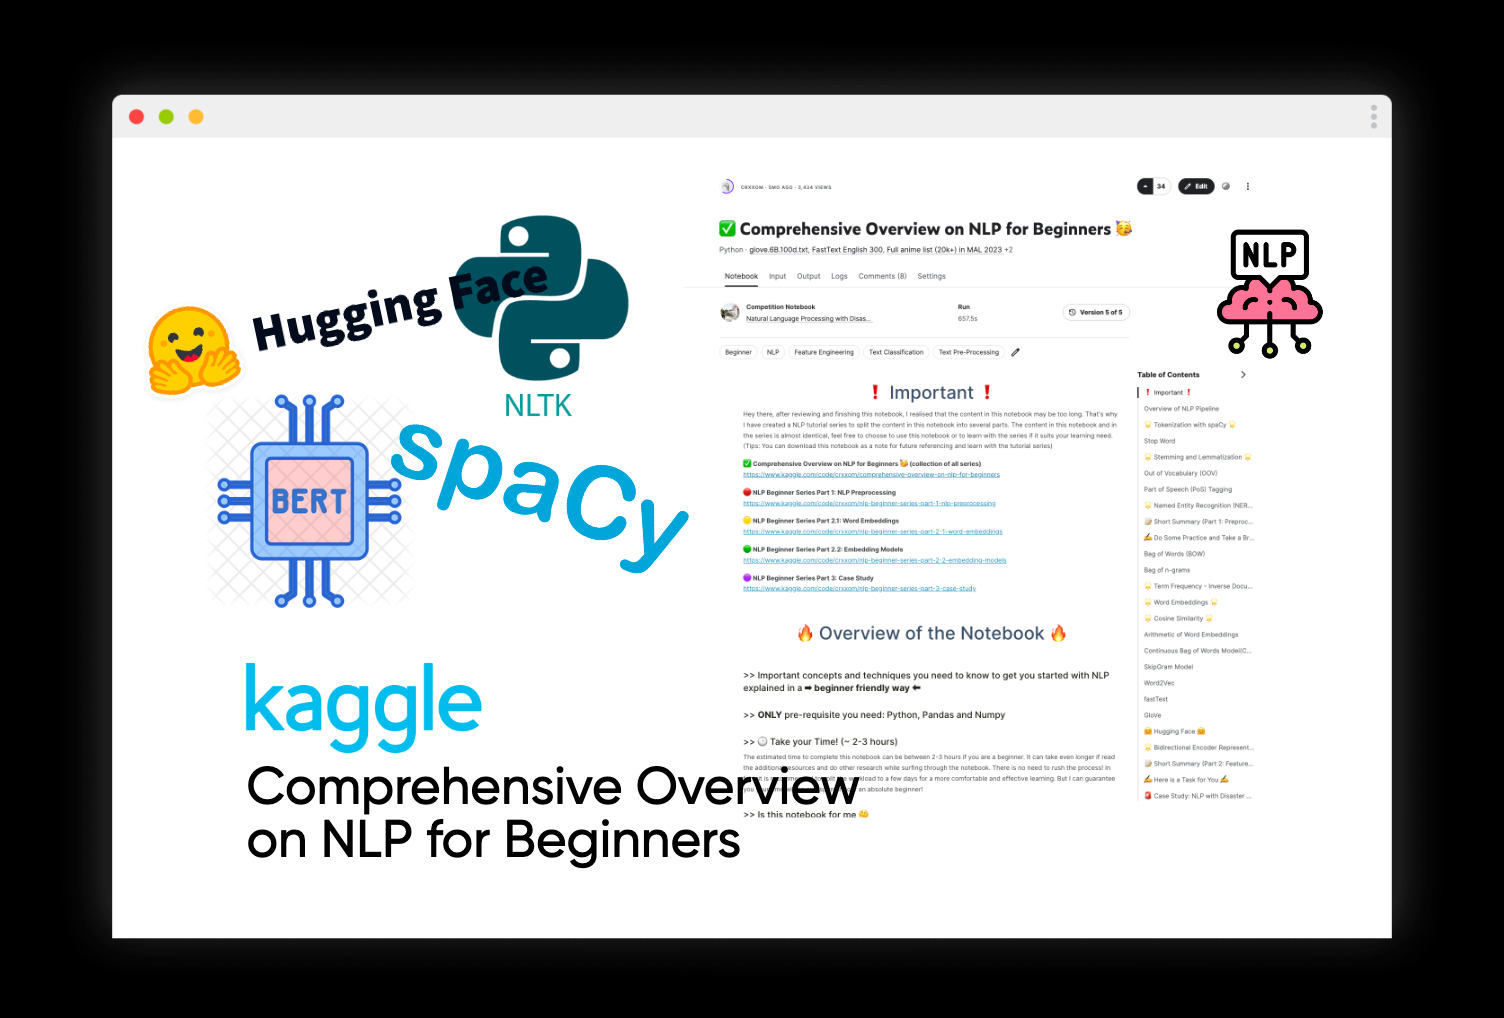 Hugging Face
NLTK
BERT
spaCy
kaggle
Comprehensive Overview
on NLP for Beginners
CRXXOM · 5MO AGO · 3,434 VIEWS
34
Edit
✅ Comprehensive Overview on NLP for Beginners 🥳
Python · glove.6B.100d.txt, FastText English 300, Full anime list (20k+) in MAL 2023 +2
Notebook Input Output Logs Comments (8) Settings
Competition Notebook
Natural Language Processing with Disas...
Run
657.5s
Version 5 of 5
Beginner NLP Feature Engineering Text Classification Text Pre-Processing
❗ Important ❗
Hey there, after reviewing and finishing this notebook, I realised that the content in this notebook may be too long. That's why
I have created a NLP tutorial series to split the content in this notebook into several parts. The content in this notebook and in
the series is almost identical, feel free to choose to use this notebook or to learn with the series if it suits your learning need.
(Tips: You can download this notebook as a note for future referencing and learn with the tutorial series)
✅ Comprehensive Overview on NLP for Beginners 🥳 (collection of all series)
https://www.kaggle.com/code/crxxom/comprehensive-overview-on-nlp-for-beginners
🔴 NLP Beginner Series Part 1: NLP Preprocessing
https://www.kaggle.com/code/crxxom/nlp-beginner-series-part-1-nlp-preprocessing
🟡 NLP Beginner Series Part 2.1: Word Embeddings
https://www.kaggle.com/code/crxxom/nlp-beginner-series-part-2-1-word-embeddings
🟢 NLP Beginner Series Part 2.2: Embedding Models
https://www.kaggle.com/code/crxxom/nlp-beginner-series-part-2-2-embedding-models
🟣 NLP Beginner Series Part 3: Case Study
https://www.kaggle.com/code/crxxom/nlp-beginner-series-part-3-case-study
🔥 Overview of the Notebook 🔥
>> Important concepts and techniques you need to know to get you started with NLP
explained in a ➡ beginner friendly way ⬅
>> ONLY pre-requisite you need: Python, Pandas and Numpy
>> 🕒 Take your Time! (~ 2-3 hours)
The estimated time to complete this notebook can be between 2-3 hours if you are a beginner. It can take even longer if read
the additional resources and do other research while surfing through the notebook. There is no need to rush the process! In
load to a few days for a more comfortable and effective learning. But I can guarantee
you an absolute beginner!
>> Is this notebook for me 🤔
NLP
Table of Contents
❗ Important ❗
Overview of NLP Pipeline
Tokenization with spaCy
Stop Word
Stemming and Lemmatization
Out of Vocabulary (OOV)
Part of Speech (PoS) Tagging
Named Entity Recognition (NER...
Short Summary (Part 1: Preproc...
Do Some Practice and Take a Br...
Bag of Words (BOW)
Bag of n-grams
Term Frequency - Inverse Docu...
Word Embeddings
Cosine Similarity
Arithmetic of Word Embeddings
Continuous Bag of Words Model(C...
SkipGram Model
Word2Vec
fastText
GloVe
🤗 Hugging Face 🤗
Bidirectional Encoder Represent...
Short Summary (Part 2: Feature...
Here is a Task for You
Case Study: NLP with Disaster ...